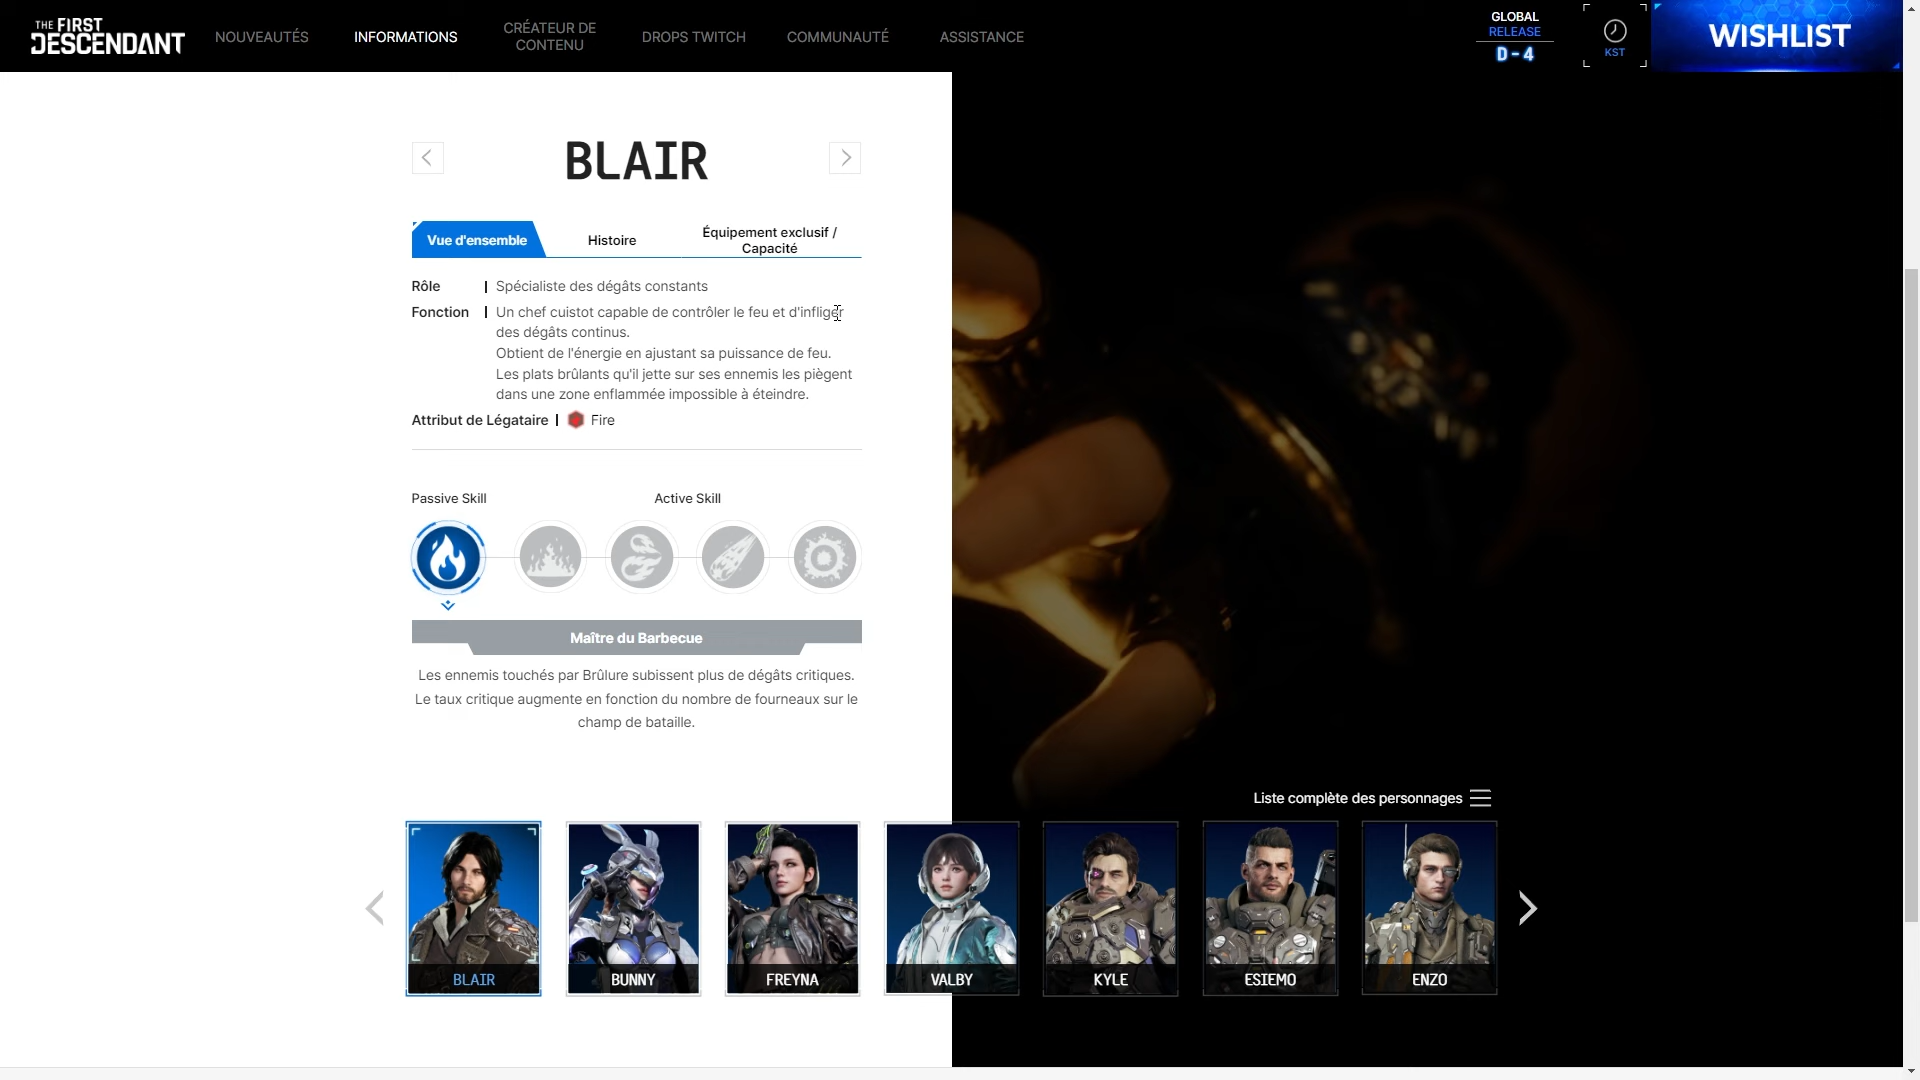 THE FIRST
DESCENDANT
NOUVEAUTÉS
INFORMATIONS
CRÉATEUR DE
CONTENU
DROPS TWITCH
COMMUNAUTÉ
ASSISTANCE
GLOBAL
RELEASE
D-4
KST
WISHLIST
BLAIR
Vue d'ensemble
Histoire
Équipement exclusif /
Capacité
Rôle
Spécialiste des dégâts constants
Fonction
Un chef cuistot capable de contrôler le feu et d'infliger
des dégâts continus.
Obtient de l'énergie en ajustant sa puissance de feu.
Les plats brûlants qu'il jette sur ses ennemis les piègent
dans une zone enflammée impossible à éteindre.
Attribut de Légataire
Fire
Passive Skill
Active Skill
Maître du Barbecue
Les ennemis touchés par Brûlure subissent plus de dégâts critiques.
Le taux critique augmente en fonction du nombre de fourneaux sur le
champ de bataille.
Liste complète des personnages
BLAIR
BUNNY
FREYNA
VALBY
KYLE
ESIEMO
ENZO